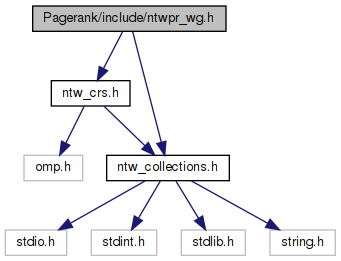 Pagerank/include/ntwpr_wg.h
ntw_crs.h
omp.h
ntw_collections.h
stdio.h
stdint.h
stdlib.h
string.h